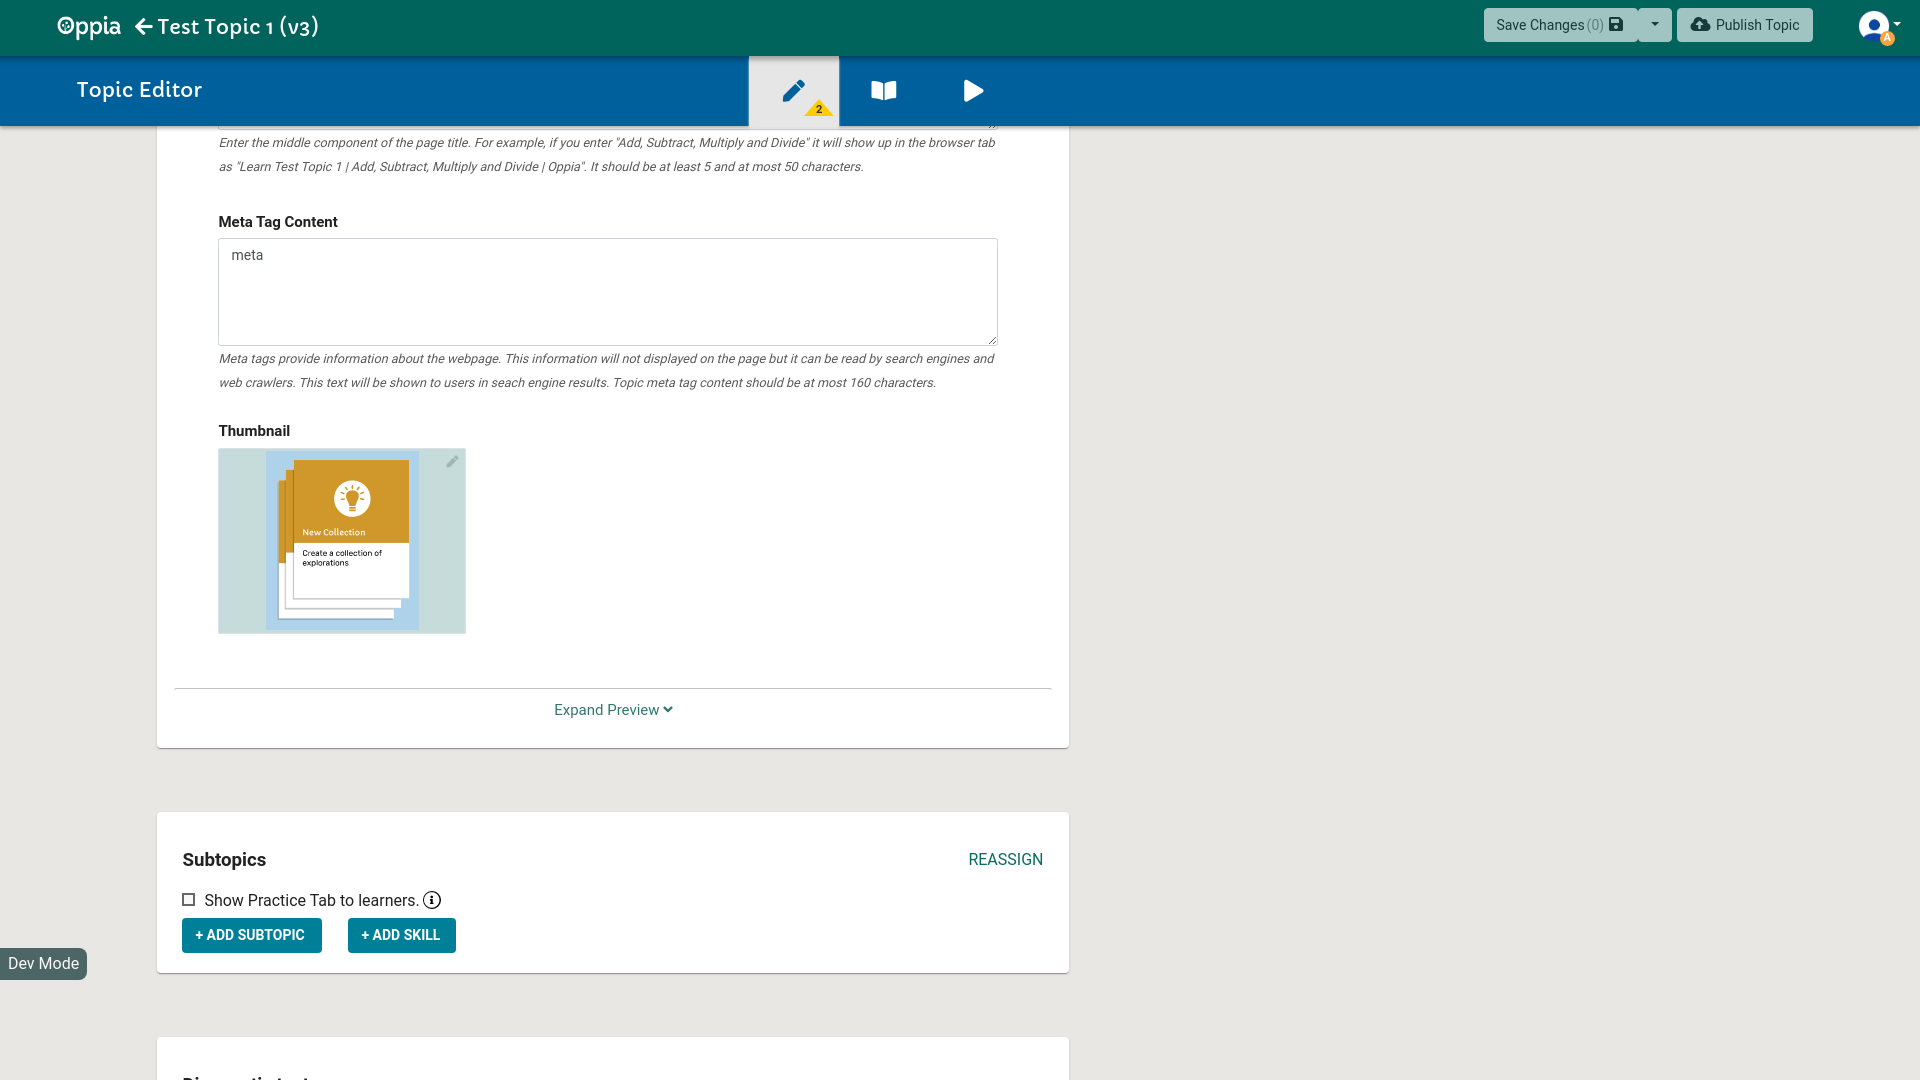 Oppia Test Topic 1 (v3)
Save Changes (0)
Publish Topic
A
Topic Editor
2
Enter the middle component of the page title. For example, if you enter "Add, Subtract, Multiply and Divide" it will show up in the browser tab
as "Learn Test Topic 1 | Add, Subtract, Multiply and Divide | Oppia". It should be at least 5 and at most 50 characters.
Meta Tag Content
meta
Meta tags provide information about the webpage. This information will not displayed on the page but it can be read by search engines and
web crawlers. This text will be shown to users in seach engine results. Topic meta tag content should be at most 160 characters.
Thumbnail
New Collection
Create a collection of
explorations
Expand Preview
Subtopics
REASSIGN
Show Practice Tab to learners.
+ ADD SUBTOPIC
+ ADD SKILL
Dev Mode